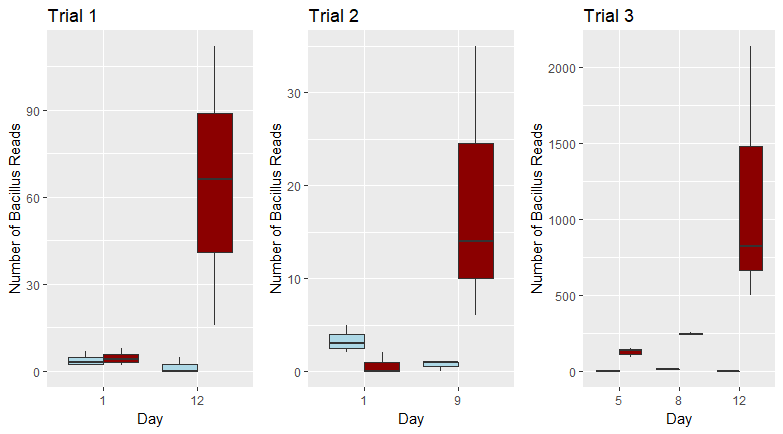 Trial 1
Number of Bacillus Reads
90
60
30
0
1
12
Day
Trial 2
Number of Bacillus Reads
30
20
10
0
1
9
Day
Trial 3
Number of Bacillus Reads
2000
1500
1000
500
0
5
8
12
Day